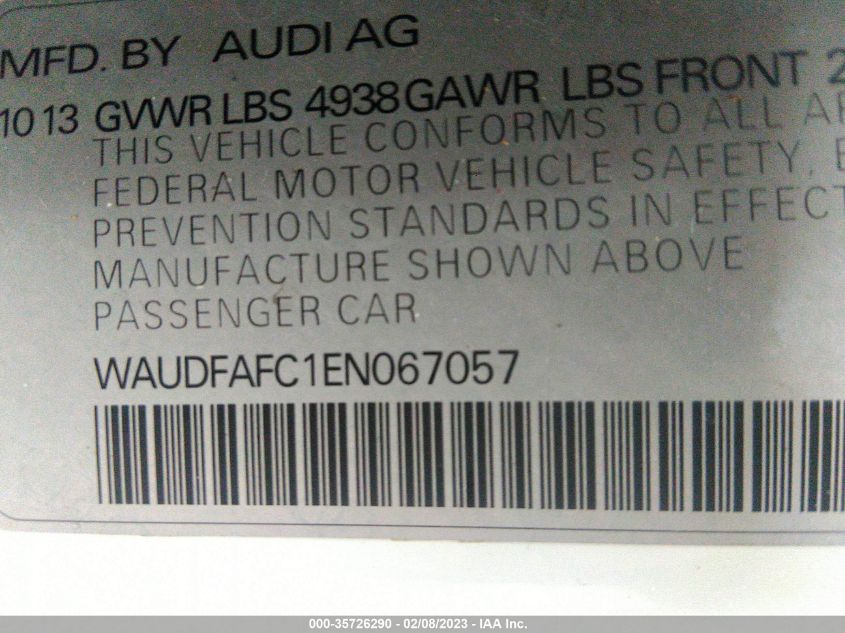 MFD. BY AUDI AG
10 13 GVWR LBS 4938 GAWR LBS FRONT 2
THIS VEHICLE CONFORMS TO ALL AP
FEDERAL MOTOR VEHICLE SAFETY,
PREVENTION STANDARDS IN EFFECT
MANUFACTURE SHOWN ABOVE
PASSENGER CAR
WAUDFAFC1EN067057
000-35726290 - 02/08/2023 - IAA Inc.